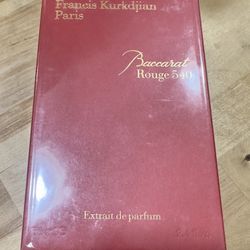 Francis Kurkdjian
Paris
Baccarat
Rouge 540
Extrait de parfum